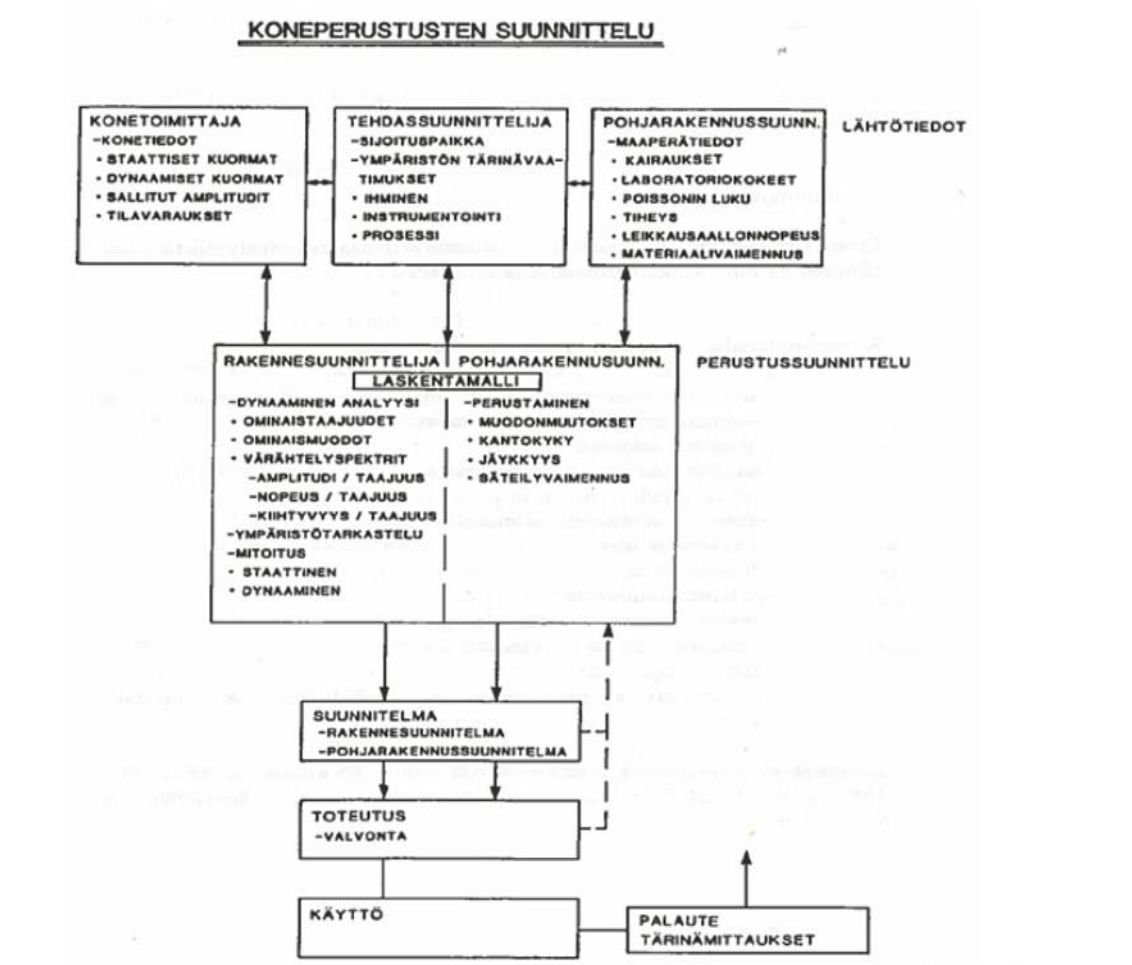 KONEPERUSTUSTEN SUUNNITTELU
KONETOIMITTAJA
-KONETIEDOT
• STAATTISET KUORMAT
• DYNAAMISET KUORMAT
• SALLITUT AMPLITUDIT
• TILAVARAUKSET
TEHDASSUUNNITTELIJA
-SIJOITUSPAIKKA
-YMPÄRISTÖN TÄRINÄVAA-
TIMUKSET
• IHMINEN
• INSTRUMENTOINTI
• PROSESSI
POHJARAKENNUSSUUNN.
-MAAPERÄTIEDOT
• KAIRAUKSET
• LABORATORIOKOKEET
• POISSONIN LUKU
• TIHEYS
• LEIKKAUSAALLONNOPEUS
• MATERIAALIVAIMENNUS
LÄHTÖTIEDOT
RAKENNESUUNNITTELIJA
POHJARAKENNUSUUNN.
PERUSTUSSUUNNITTELU
LASKENTAMALLI
-DYNAAMINEN ANALYYSI
• OMINAISTAAJUUDET
• OMINAISMUODOT
• VÄRÄHTELYSPEKTRIT
-AMPLITUDI / TAAJUUS
-NOPEUS / TAAJUUS
-KIIHTYVYYS / TAAJUUS
-YMPÄRISTÖTARKASTELU
-MITOITUS
• STAATTINEN
• DYNAAMINEN
-PERUSTAMINEN
• MUODONMUUTOKSET
• KANTOKYKY
• JÄYKKYYS
• SÄTEILYVAIMENNUS
SUUNNITELMA
-RAKENNESUUNNITELMA
-POHJARAKENNUSSUUNNITELMA
TOTEUTUS
-VALVONTA
KÄYTTÖ
PALAUTE
TÄRINÄMITTAUKSET